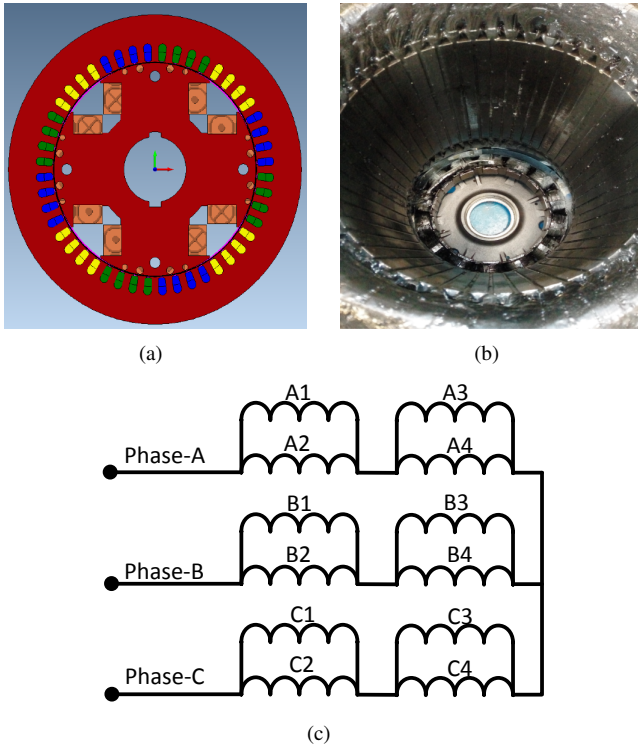 (a)
(b)
A1 A3
Phase-A A2 A4
B1 B3
Phase-B B2 B4
C1 C3
Phase-C C2 C4
(c)